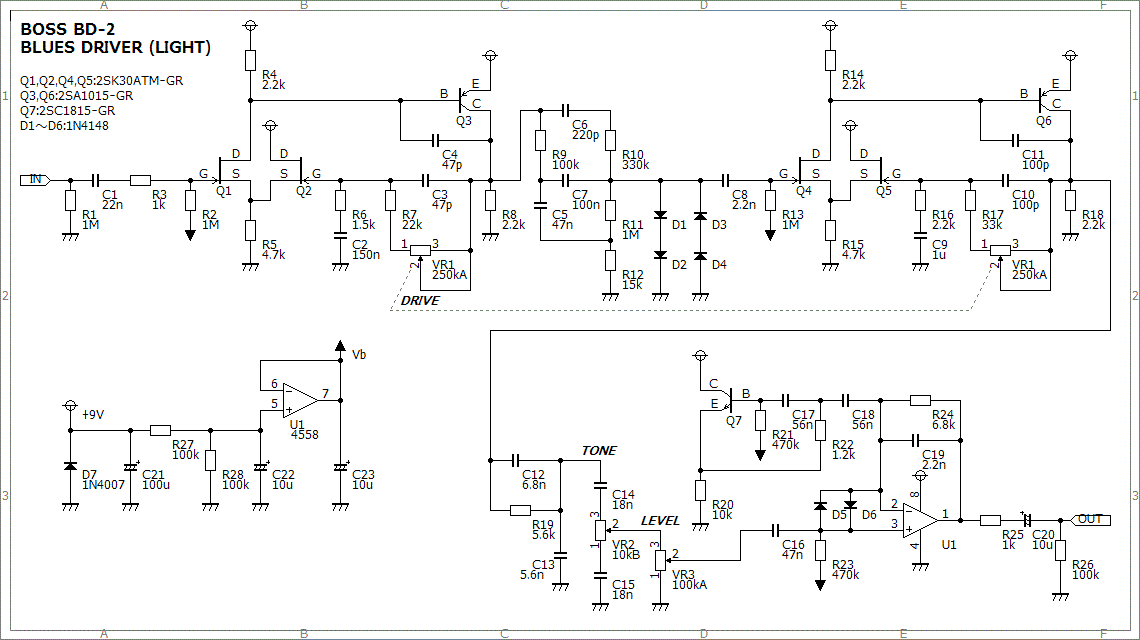 A B C D E F
BOSS BD-2
BLUES DRIVER (LIGHT)
Q1,Q2,Q4,Q5:2SK30ATM-GR
Q3,Q6:2SA1015-GR
Q7:2SC1815-GR
D1～D6:1N4148
1
1
IN
C1
22n
R1
1M
R3
1k
R2
1M
R4
2.2k
G
D
S
Q1
R5
4.7k
D
S
G
Q2
R6
1.5k
C2
150n
R7
22k
C3
47p
C4
47p
B
E
C
Q3
1
3
2
VR1
250kA
DRIVE
R8
2.2k
C6
220p
R9
100k
R10
330k
C7
100n
C5
47n
R11
1M
R12
15k
D1
D2
D3
D4
C8
2.2n
R13
1M
R14
2.2k
G
D
S
Q4
R15
4.7k
D
S
G
Q5
R16
2.2k
C9
1u
R17
33k
C10
100p
C11
100p
B
E
C
Q6
1
3
2
VR1
250kA
R18
2.2k
2
2
Vb
6
5
7
U1
4558
+9V
D7
1N4007
C21
100u
R27
100k
R28
100k
C22
10u
C23
10u
3
3
C12
6.8n
R19
5.6k
C13
5.6n
TONE
C14
18n
3
2
1
VR2
10kB
C15
18n
LEVEL
3
2
1
VR3
100kA
C
E
B
Q7
R20
10k
R21
470k
C17
56n
R22
1.2k
C18
56n
R24
6.8k
C19
2.2n
D5
D6
C16
47n
R23
470k
2
3
8
4
1
U1
R25
1k
C20
10u
OUT
R26
100k
A B C D E F